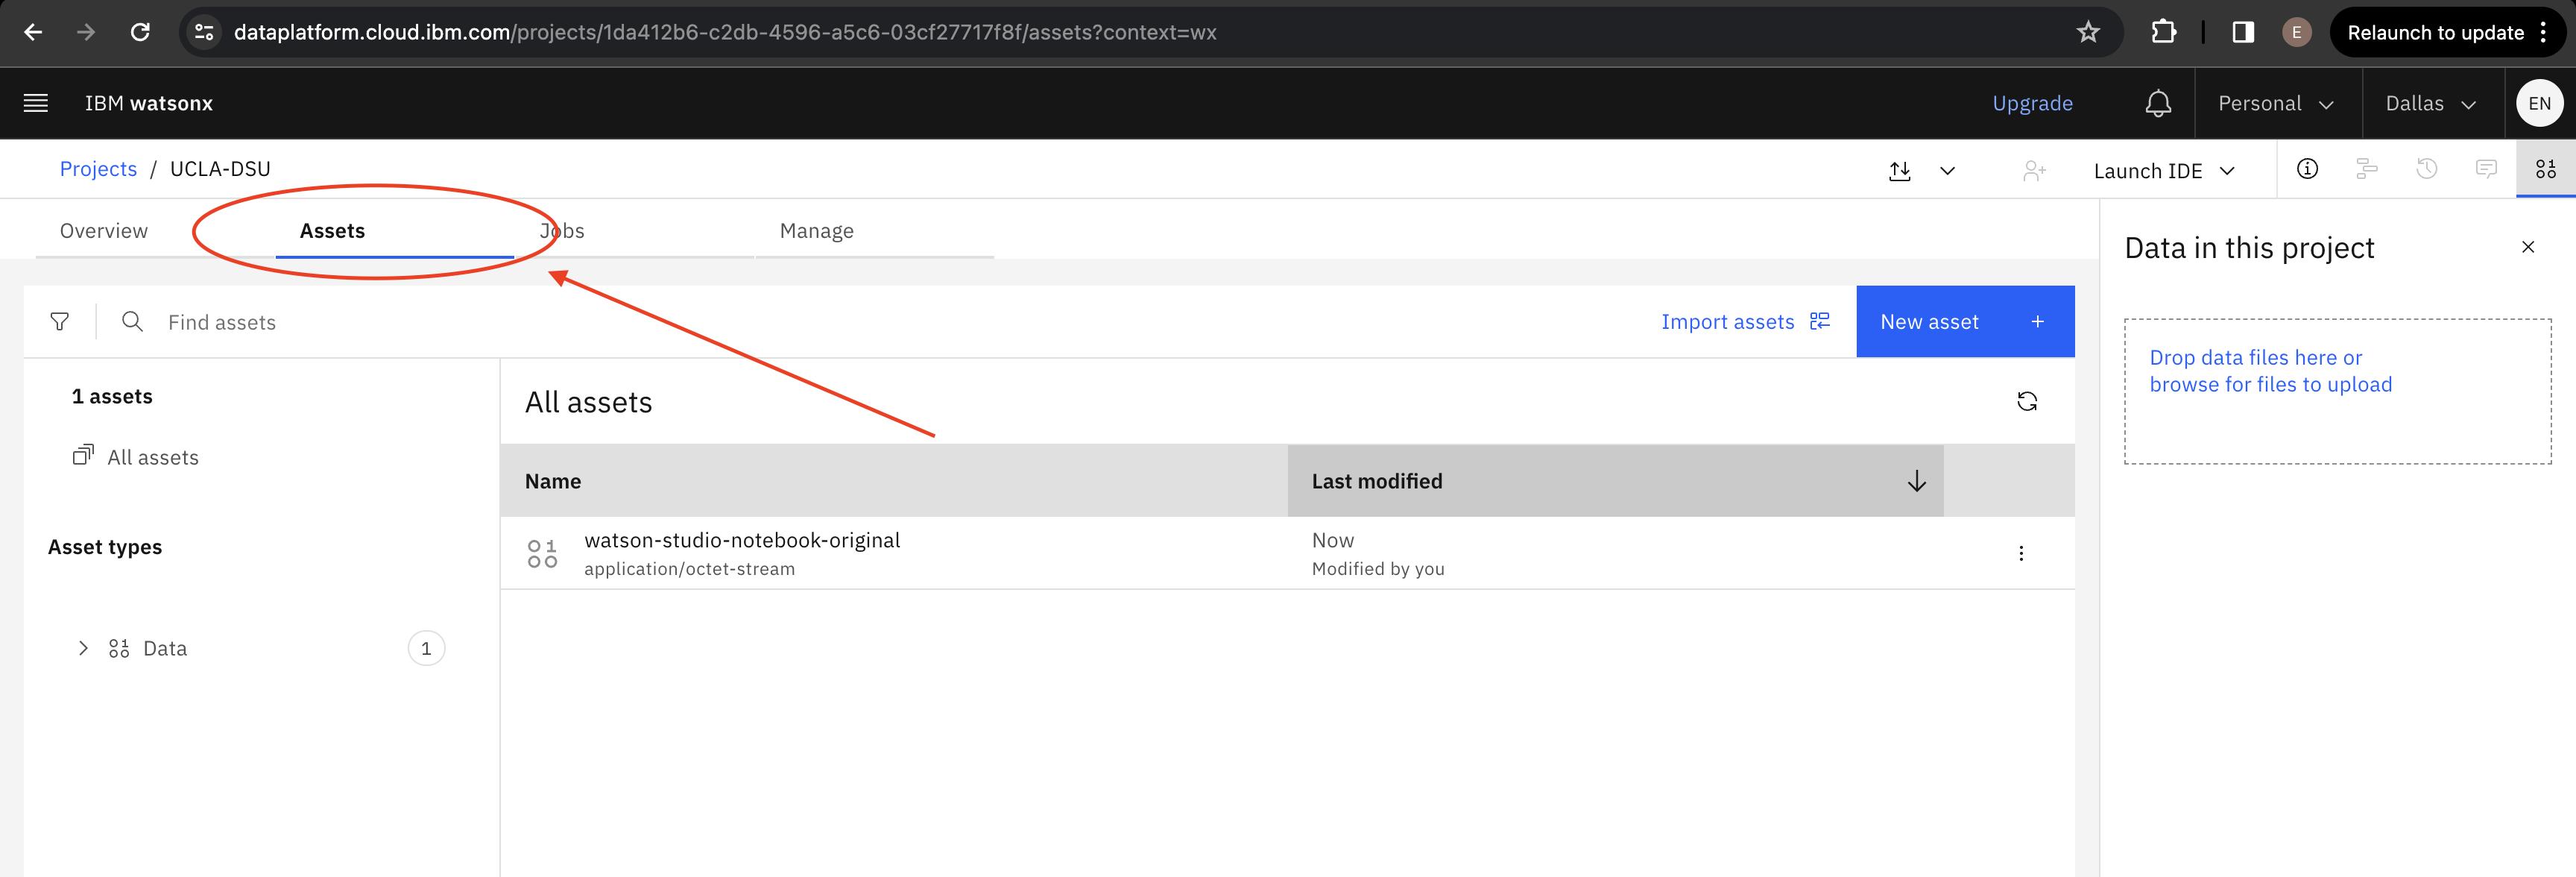 dataplatform.cloud.ibm.com/projects/1da412b6-c2db-4596-a5c6-03cf27717f8f/assets?context=wx
E
Relaunch to update
IBM watsonx
Upgrade
Personal
Dallas
EN
Projects / UCLA-DSU
Launch IDE
Overview
Assets
Jobs
Manage
Data in this project
Find assets
Import assets
New asset +
Drop data files here or
browse for files to upload
1 assets
All assets
All assets
Name
Last modified
Asset types
watson-studio-notebook-original
application/octet-stream
Now
Modified by you
Data
1